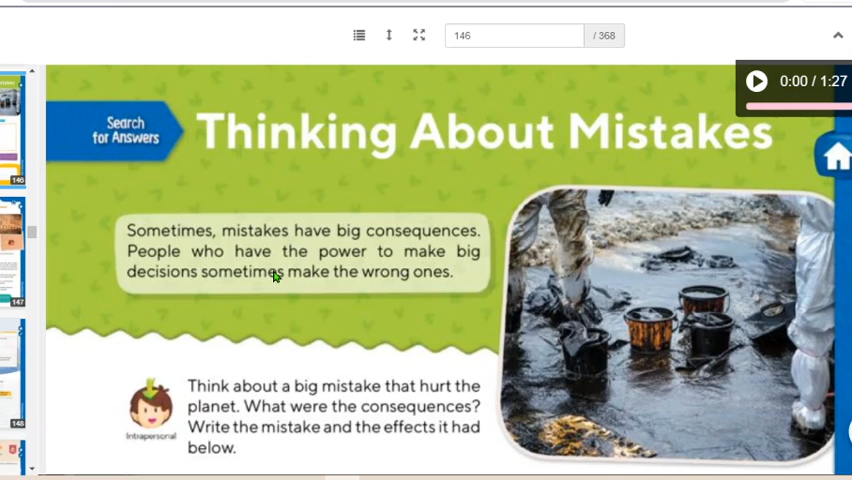 146 / 368
0:00 / 1:27
Search
for Answers
Thinking About Mistakes
Sometimes, mistakes have big consequences.
People who have the power to make big
decisions sometimes make the wrong ones.
Intrapersonal
Think about a big mistake that hurt the
planet. What were the consequences?
Write the mistake and the effects it had
below.
146
147
148